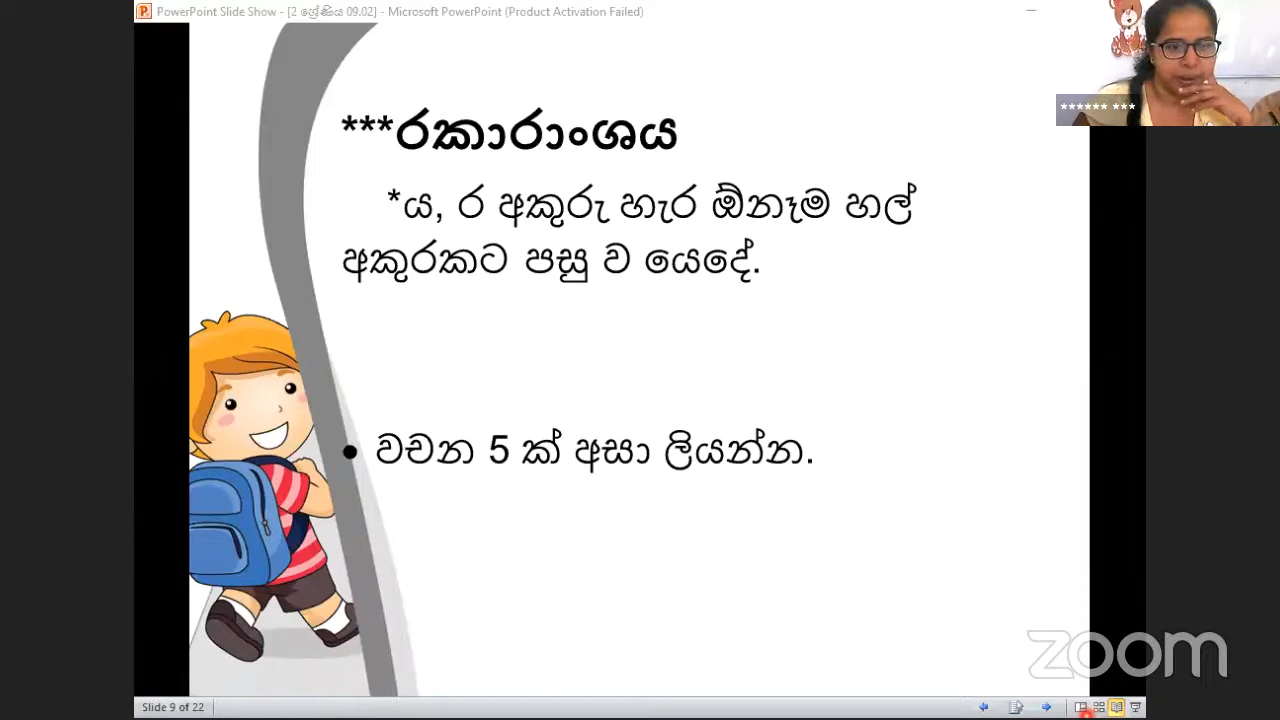 PowerPoint Slide Show - [2 ශ්‍රේණිය 09.02] - Microsoft PowerPoint (Product Activation Failed)
****** ***
***රකාරාංශය
*ය, ර අකුරු හැර ඕනෑම හල්
අකුරකට පසු ව යෙදේ.
• වචන 5 ක් අසා ලියන්න.
zoom
Slide 9 of 22